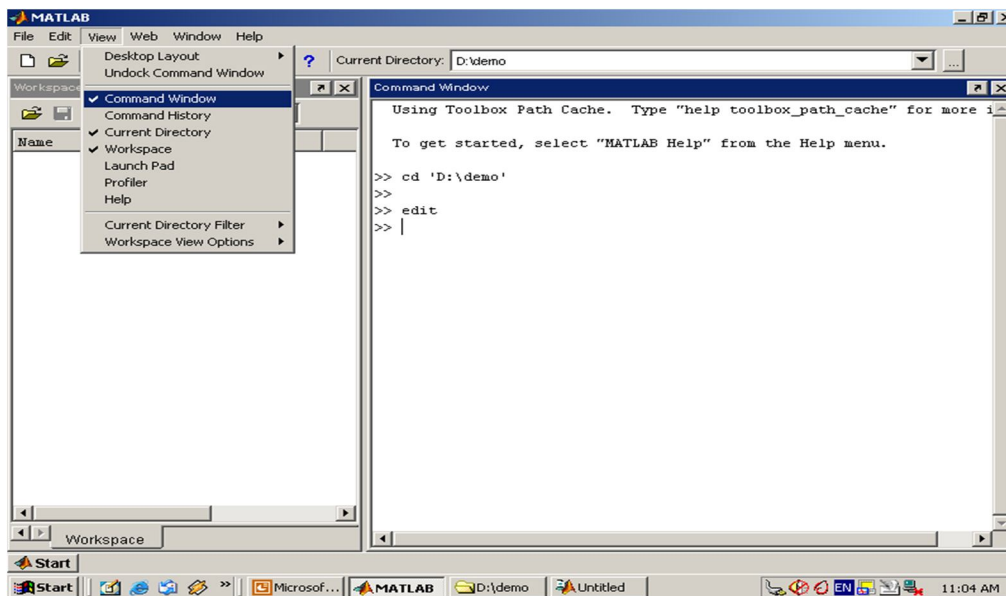 MATLAB
File Edit View Web Window Help
? Current Directory: D:\demo ...
Desktop Layout
Undock Command Window
Command Window
Command History
Current Directory
Workspace
Launch Pad
Profiler
Help
Current Directory Filter
Workspace View Options
Workspace
Name
Workspace
Command Window
Using Toolbox Path Cache. Type "help toolbox_path_cache" for more i
To get started, select "MATLAB Help" from the Help menu.
>> cd 'D:\demo'
>>
>> edit
>>
Start
Start » Microsof... MATLAB D:\demo Untitled EN 11:04 AM